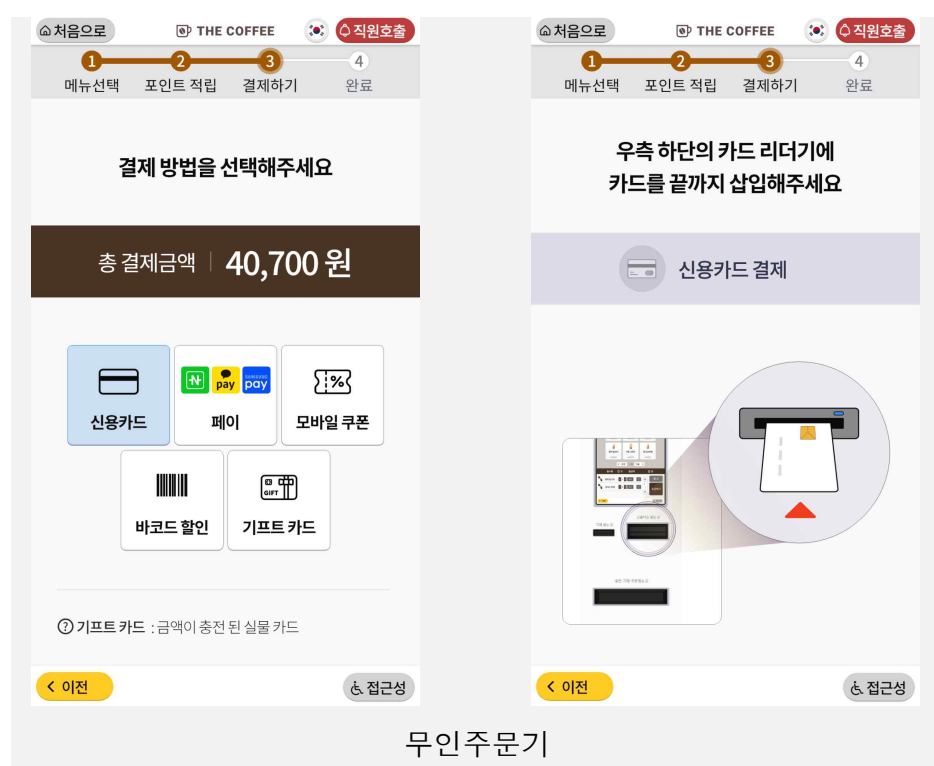 처음으로
THE COFFEE
직원호출
1 2 3 4
메뉴선택 포인트 적립 결제하기 완료
결제 방법을 선택해주세요
총 결제금액 40,700 원
신용카드
N pay SAMSUNG pay
페이
%
모바일 쿠폰
바코드 할인
GIFT
기프트 카드
? 기프트 카드 : 금액이 충전 된 실물 카드
이전
접근성
처음으로
THE COFFEE
직원호출
1 2 3 4
메뉴선택 포인트 적립 결제하기 완료
우측 하단의 카드 리더기에
카드를 끝까지 삽입해주세요
신용카드 결제
이전
접근성
무인주문기